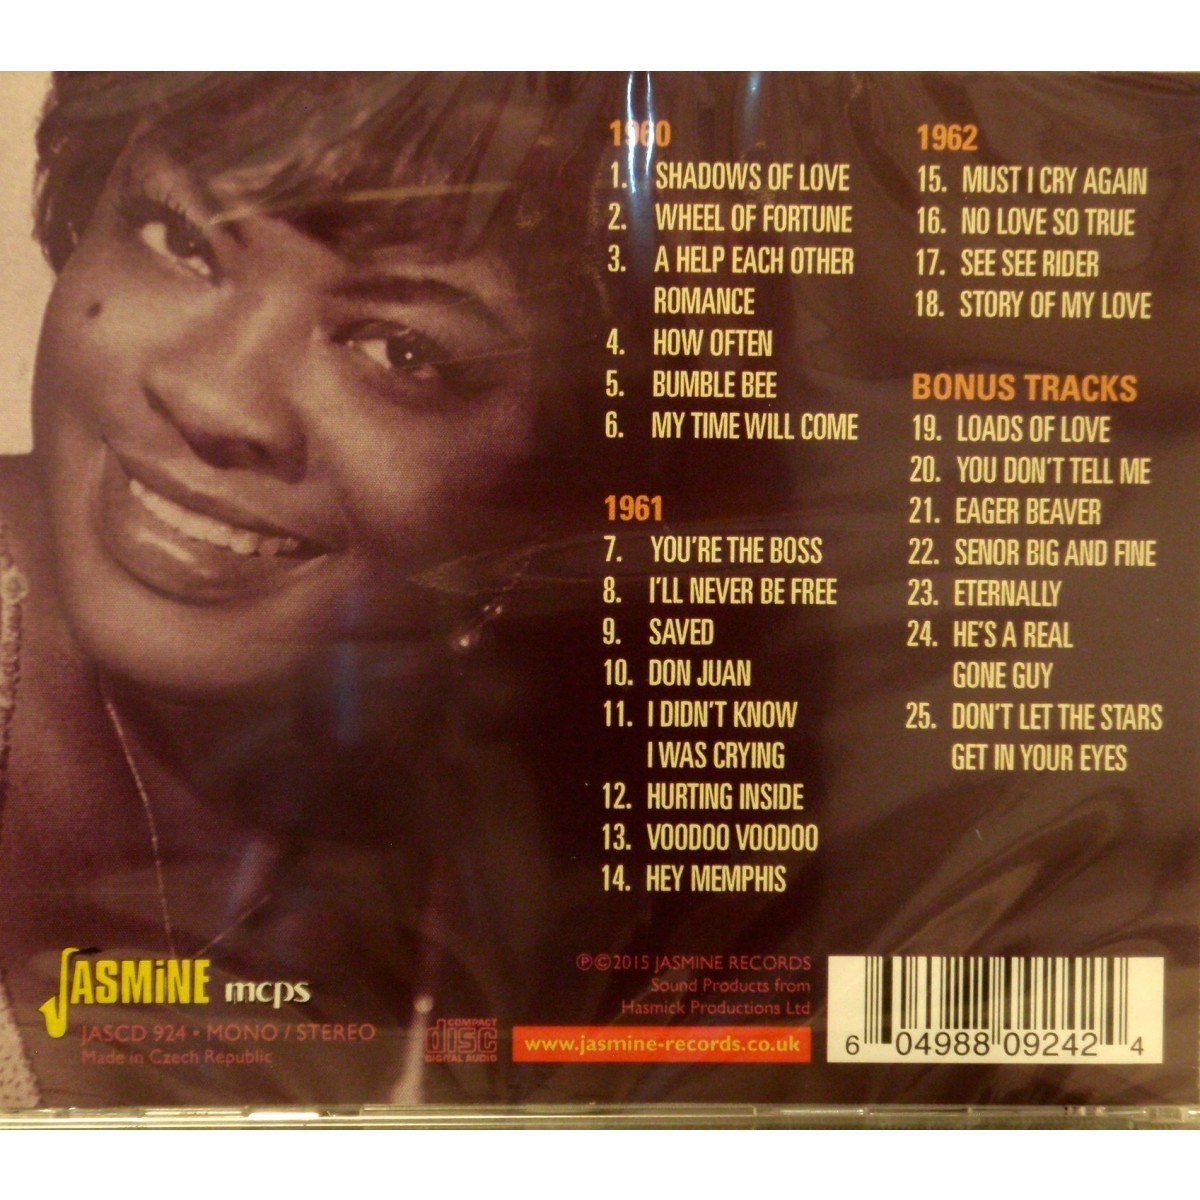 1960
1. SHADOWS OF LOVE
2. WHEEL OF FORTUNE
3. A HELP EACH OTHER
ROMANCE
4. HOW OFTEN
5. BUMBLE BEE
6. MY TIME WILL COME
1961
7. YOU'RE THE BOSS
8. I'LL NEVER BE FREE
9. SAVED
10. DON JUAN
11. I DIDN'T KNOW
I WAS CRYING
12. HURTING INSIDE
13. VOODOO VOODOO
14. HEY MEMPHIS
1962
15. MUST I CRY AGAIN
16. NO LOVE SO TRUE
17. SEE SEE RIDER
18. STORY OF MY LOVE
BONUS TRACKS
19. LOADS OF LOVE
20. YOU DON'T TELL ME
21. EAGER BEAVER
22. SENOR BIG AND FINE
23. ETERNALLY
24. HE'S A REAL
GONE GUY
25. DON'T LET THE STARS
GET IN YOUR EYES
JASMiNE mcps
JASCD 924 • MONO / STEREO
Made in Czech Republic
COMPACT
disc
DIGITAL AUDIO
℗©2015 JASMINE RECORDS
Sound Products from
Hasmick Productions Ltd
www.jasmine-records.co.uk
6 04988 09242 4